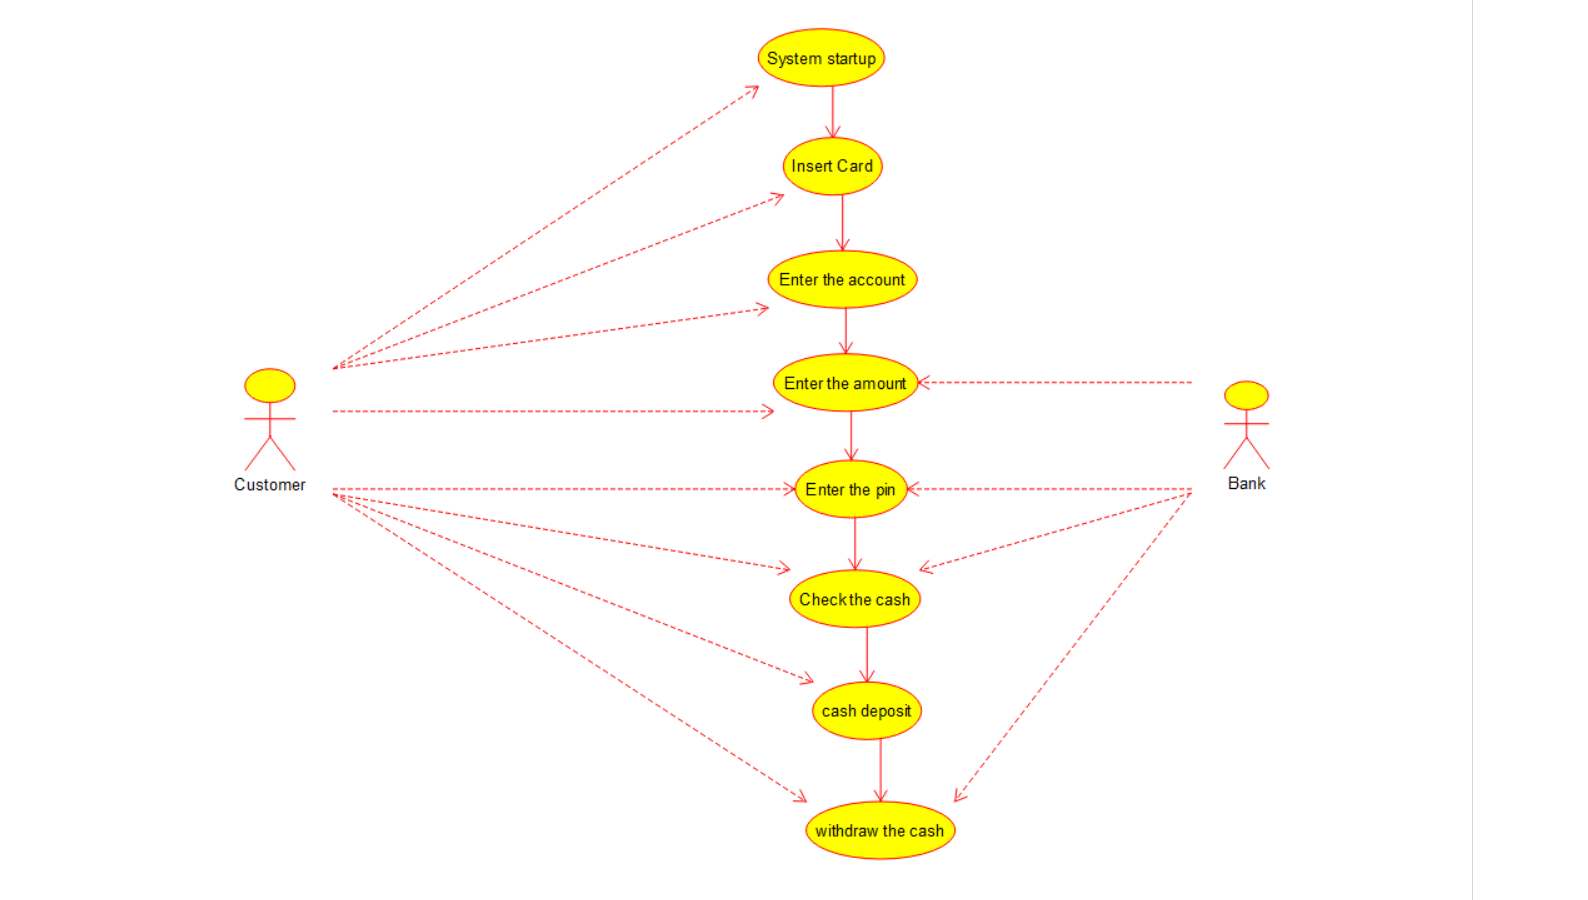 System startup
Insert Card
Enter the account
Enter the amount
Enter the pin
Customer
Bank
Check the cash
cash deposit
withdraw the cash